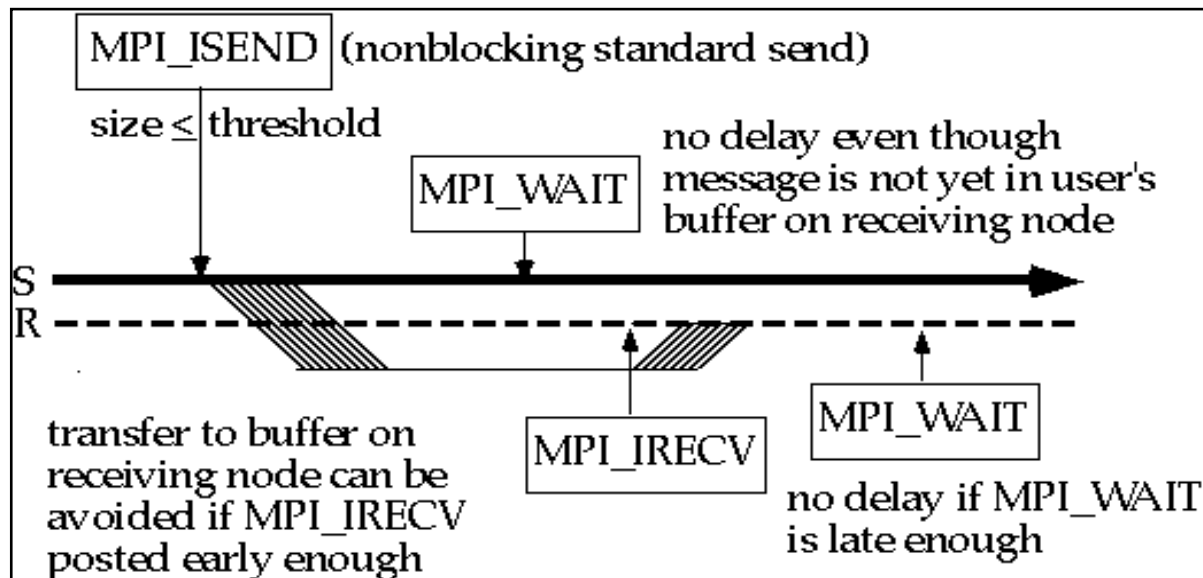 MPI_ISEND (nonblocking standard send)
size ≤ threshold
MPI_WAIT
no delay even though
message is not yet in user's
buffer on receiving node
S
R
transfer to buffer on
receiving node can be
avoided if MPI_IRECV
posted early enough
MPI_IRECV
MPI_WAIT
no delay if MPI_WAIT
is late enough